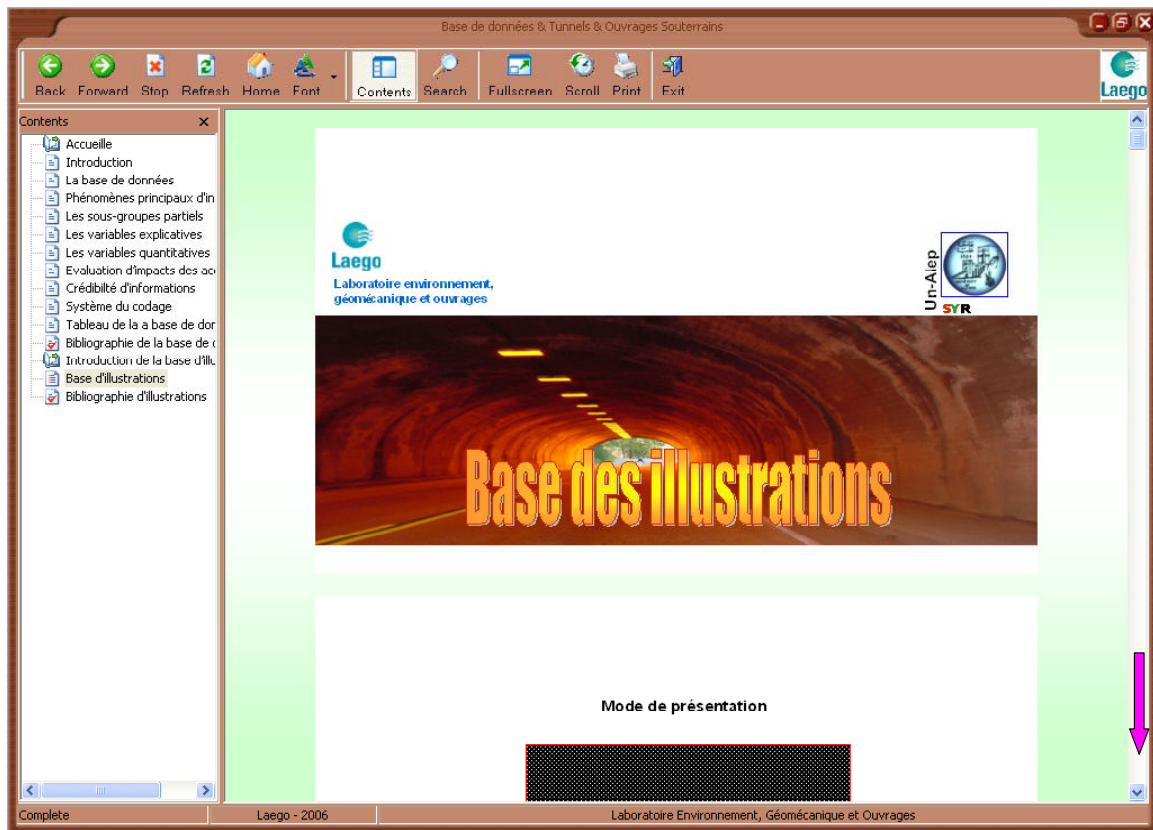 Base de données & Tunnels & Ouvrages Souterrains
Back Forward Stop Refresh Home Font Contents Search Fullscreen Scroll Print Exit
Laego
Contents
Accueille
Introduction
La base de données
Phénomènes principaux d'in
Les sous-groupes partiels
Les variables explicatives
Les variables quantitatives
Evaluation d'impacts des ac
Crédibilté d'informations
Système du codage
Tableau de la a base de dor
Bibliographie de la base de
Introduction de la base d'illu
Base d'illustrations
Bibliographie d'illustrations
Laego
Laboratoire environnement,
géomécanique et ouvrages
Un-Alep
SYR
Base des illustrations
Mode de présentation
Complete
Laego - 2006
Laboratoire Environnement, Géomécanique et Ouvrages